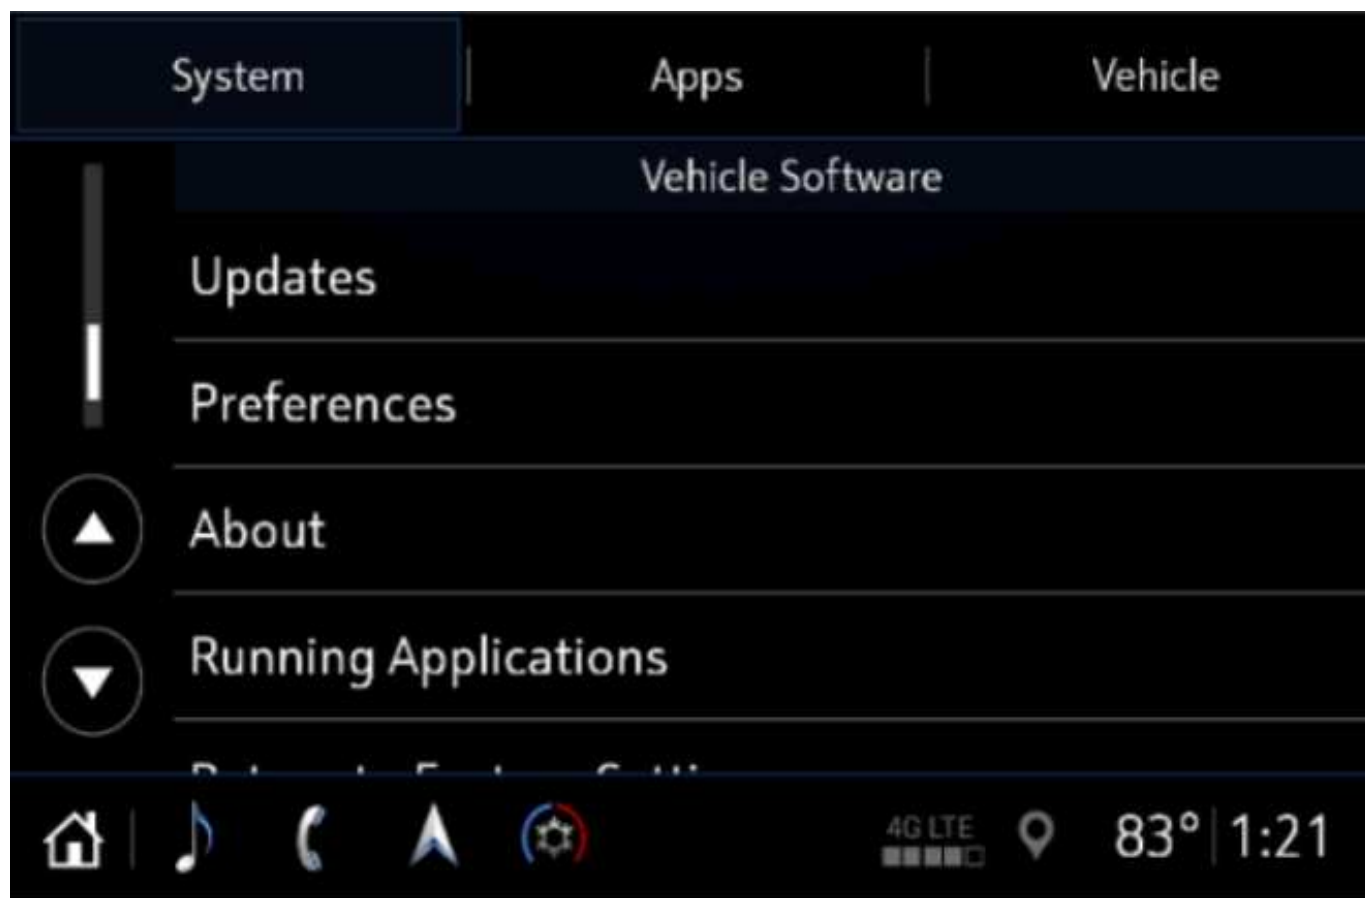 System Apps Vehicle
Vehicle Software
Updates
Preferences
About
Running Applications
4G LTE 83° 1:21